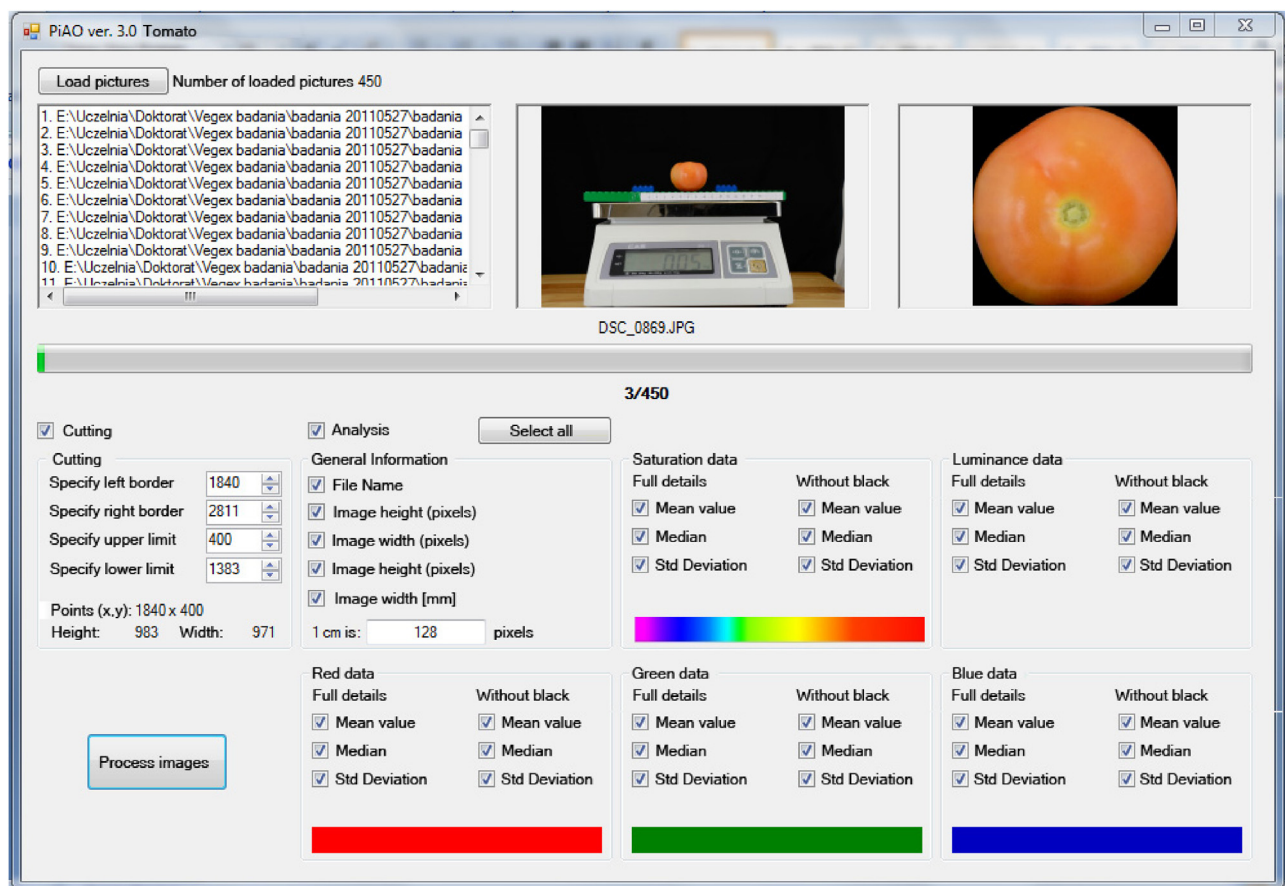 PiAO ver. 3.0 Tomato
Load pictures Number of loaded pictures 450
1. E:\Uczelnia\Doktorat\Vegex badania\badania 20110527\badania
2. E:\Uczelnia\Doktorat\Vegex badania\badania 20110527\badania
3. E:\Uczelnia\Doktorat\Vegex badania\badania 20110527\badania
4. E:\Uczelnia\Doktorat\Vegex badania\badania 20110527\badania
5. E:\Uczelnia\Doktorat\Vegex badania\badania 20110527\badania
6. E:\Uczelnia\Doktorat\Vegex badania\badania 20110527\badania
7. E:\Uczelnia\Doktorat\Vegex badania\badania 20110527\badania
8. E:\Uczelnia\Doktorat\Vegex badania\badania 20110527\badania
9. E:\Uczelnia\Doktorat\Vegex badania\badania 20110527\badania
10. E:\Uczelnia\Doktorat\Vegex badania\badania 20110527\badania
11. E:\Uczelnia\Doktorat\Vegex badania\badania 20110527\badania
CAS
DSC_0869.JPG
3/450
Cutting
Analysis
Select all
Cutting
Specify left border 1840
Specify right border 2811
Specify upper limit 400
Specify lower limit 1383
Points (x,y): 1840 x 400
Height: 983 Width: 971
General Information
File Name
Image height (pixels)
Image width (pixels)
Image height (pixels)
Image width [mm]
1 cm is: 128 pixels
Saturation data
Full details Without black
Mean value Mean value
Median Median
Std Deviation Std Deviation
Luminance data
Full details Without black
Mean value Mean value
Median Median
Std Deviation Std Deviation
Process images
Red data
Full details Without black
Mean value Mean value
Median Median
Std Deviation Std Deviation
Green data
Full details Without black
Mean value Mean value
Median Median
Std Deviation Std Deviation
Blue data
Full details Without black
Mean value Mean value
Median Median
Std Deviation Std Deviation